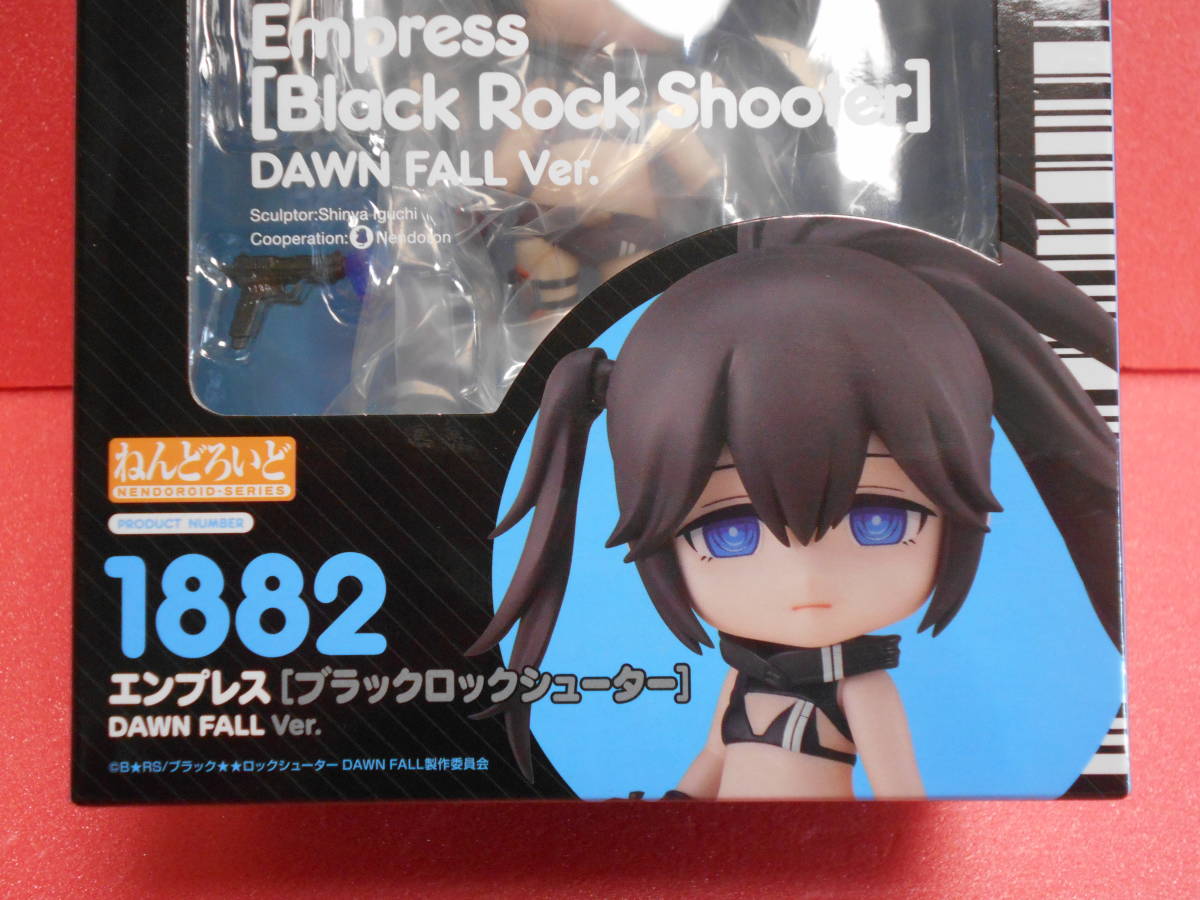 Empress
[Black Rock Shooter]
DAWN FALL Ver.
Sculptor:Shinya Iguchi
Cooperation: Nendoron
ねんどろいど
NENDOROID・SERIES
PRODUCT NUMBER
1882
エンプレス[ブラックロックシューター]
DAWN FALL Ver.
©B★RS/ブラック★★ロックシューター DAWN FALL製作委員会